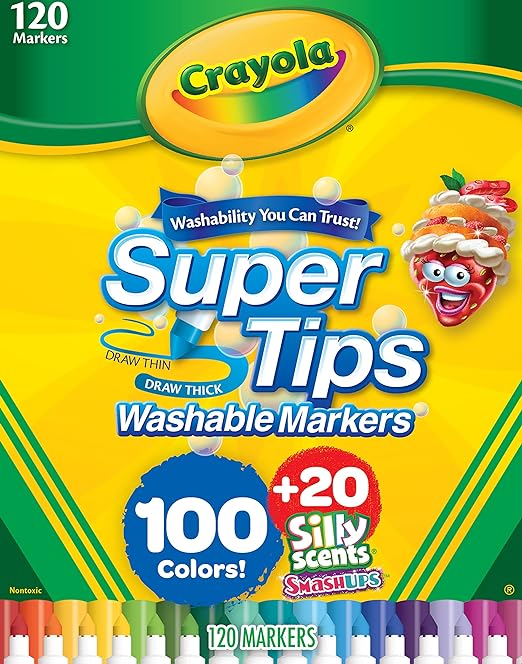 120
Markers
Crayola
®
Washability You Can Trust!
Super
Tips
DRAW THIN
DRAW THICK
Washable Markers
100
Colors!
+20
Silly
Scents®
SMASHUPS™
Nontoxic
®
120 MARKERS